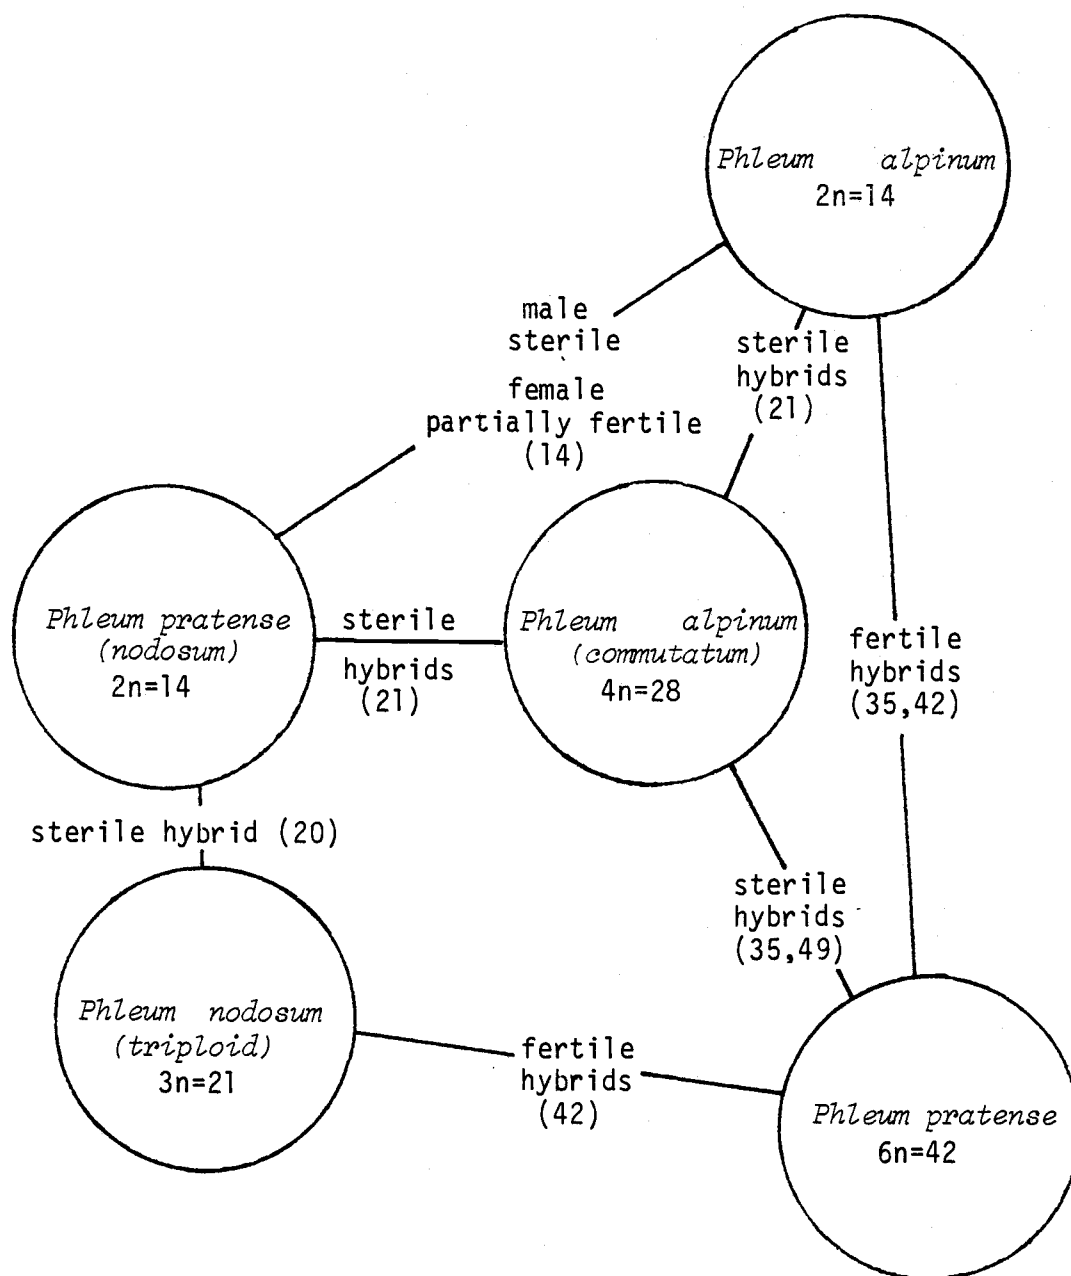 Phleum alpinum
2n=14
male
sterile
female
partially fertile
(14)
sterile
hybrids
(21)
Phleum pratense
(nodosum)
2n=14
sterile
hybrids
(21)
Phleum alpinum
(commutatum)
4n=28
fertile
hybrids
(35,42)
sterile hybrid (20)
sterile
hybrids
(35,49)
Phleum nodosum
(triploid)
3n=21
fertile
hybrids
(42)
Phleum pratense
6n=42